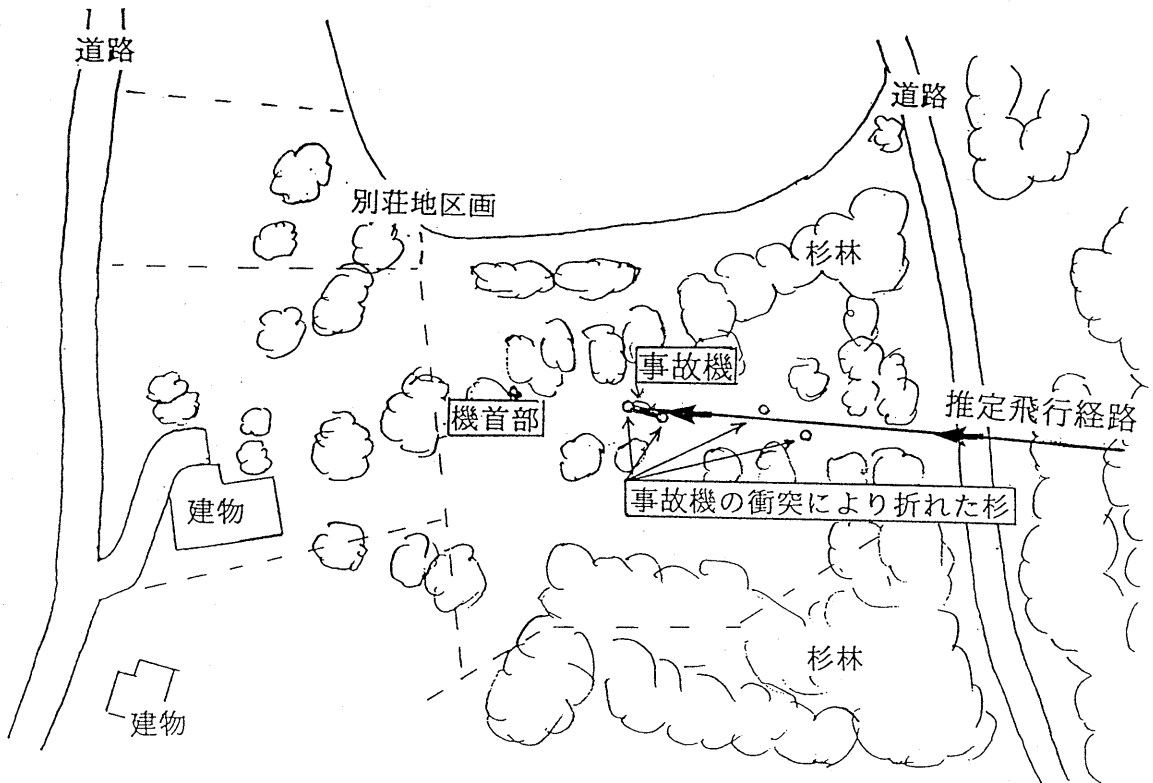 道路
道路
別荘地区画
杉林
事故機
機首部
推定飛行経路
事故機の衝突により折れた杉
建物
杉林
建物